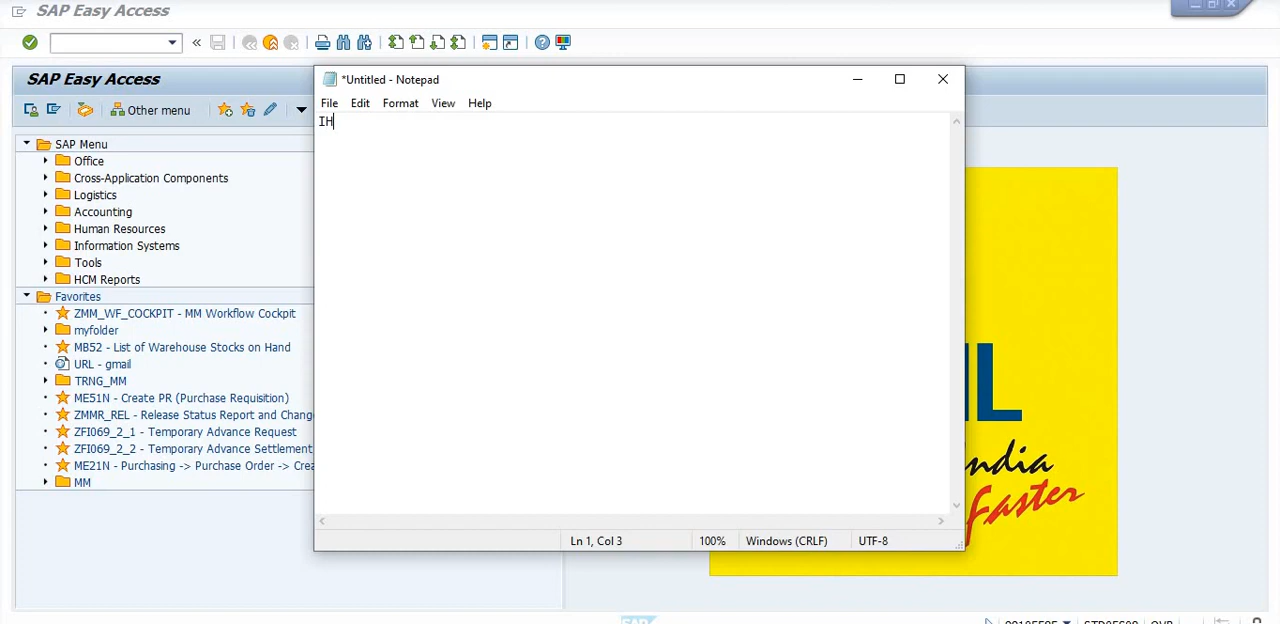 SAP Easy Access
SAP Easy Access
*Untitled - Notepad
File Edit Format View Help
IH
Other menu
SAP Menu
Office
Cross-Application Components
Logistics
Accounting
Human Resources
Information Systems
Tools
HCM Reports
Favorites
ZMM_WF_COCKPIT - MM Workflow Cockpit
myfolder
MB52 - List of Warehouse Stocks on Hand
URL - gmail
TRNG_MM
ME51N - Create PR (Purchase Requisition)
ZMMR_REL - Release Status Report and Change
ZFI069_2_1 - Temporary Advance Request
ZFI069_2_2 - Temporary Advance Settlement
ME21N - Purchasing -> Purchase Order -> Crea
MM
Ln 1, Col 3 100% Windows (CRLF) UTF-8
IL
India
Faster
SAP